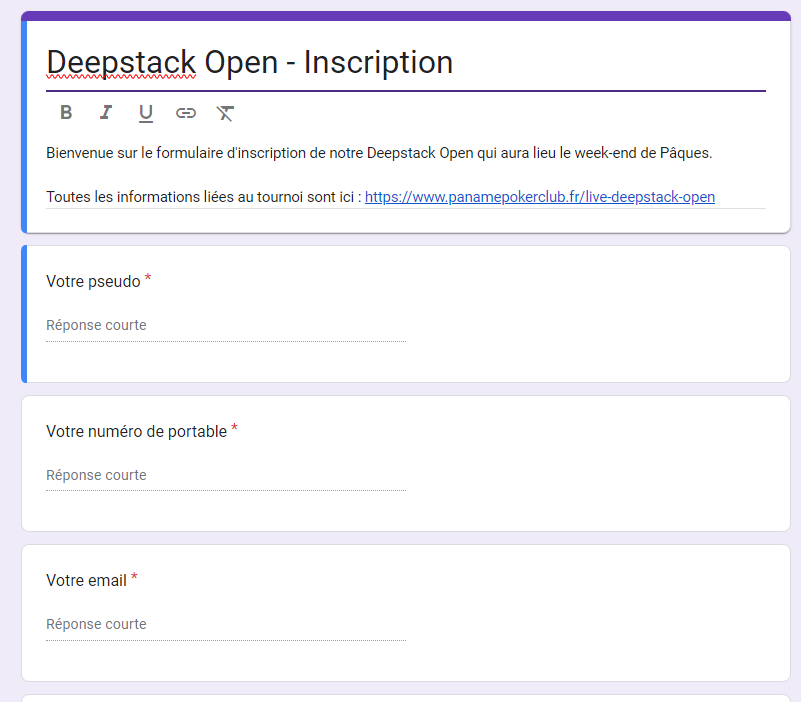 Deepstack Open - Inscription
B I U
Bienvenue sur le formulaire d'inscription de notre Deepstack Open qui aura lieu le week-end de Pâques.
Toutes les informations liées au tournoi sont ici : https://www.panamepokerclub.fr/live-deepstack-open
Votre pseudo *
Réponse courte
Votre numéro de portable *
Réponse courte
Votre email *
Réponse courte